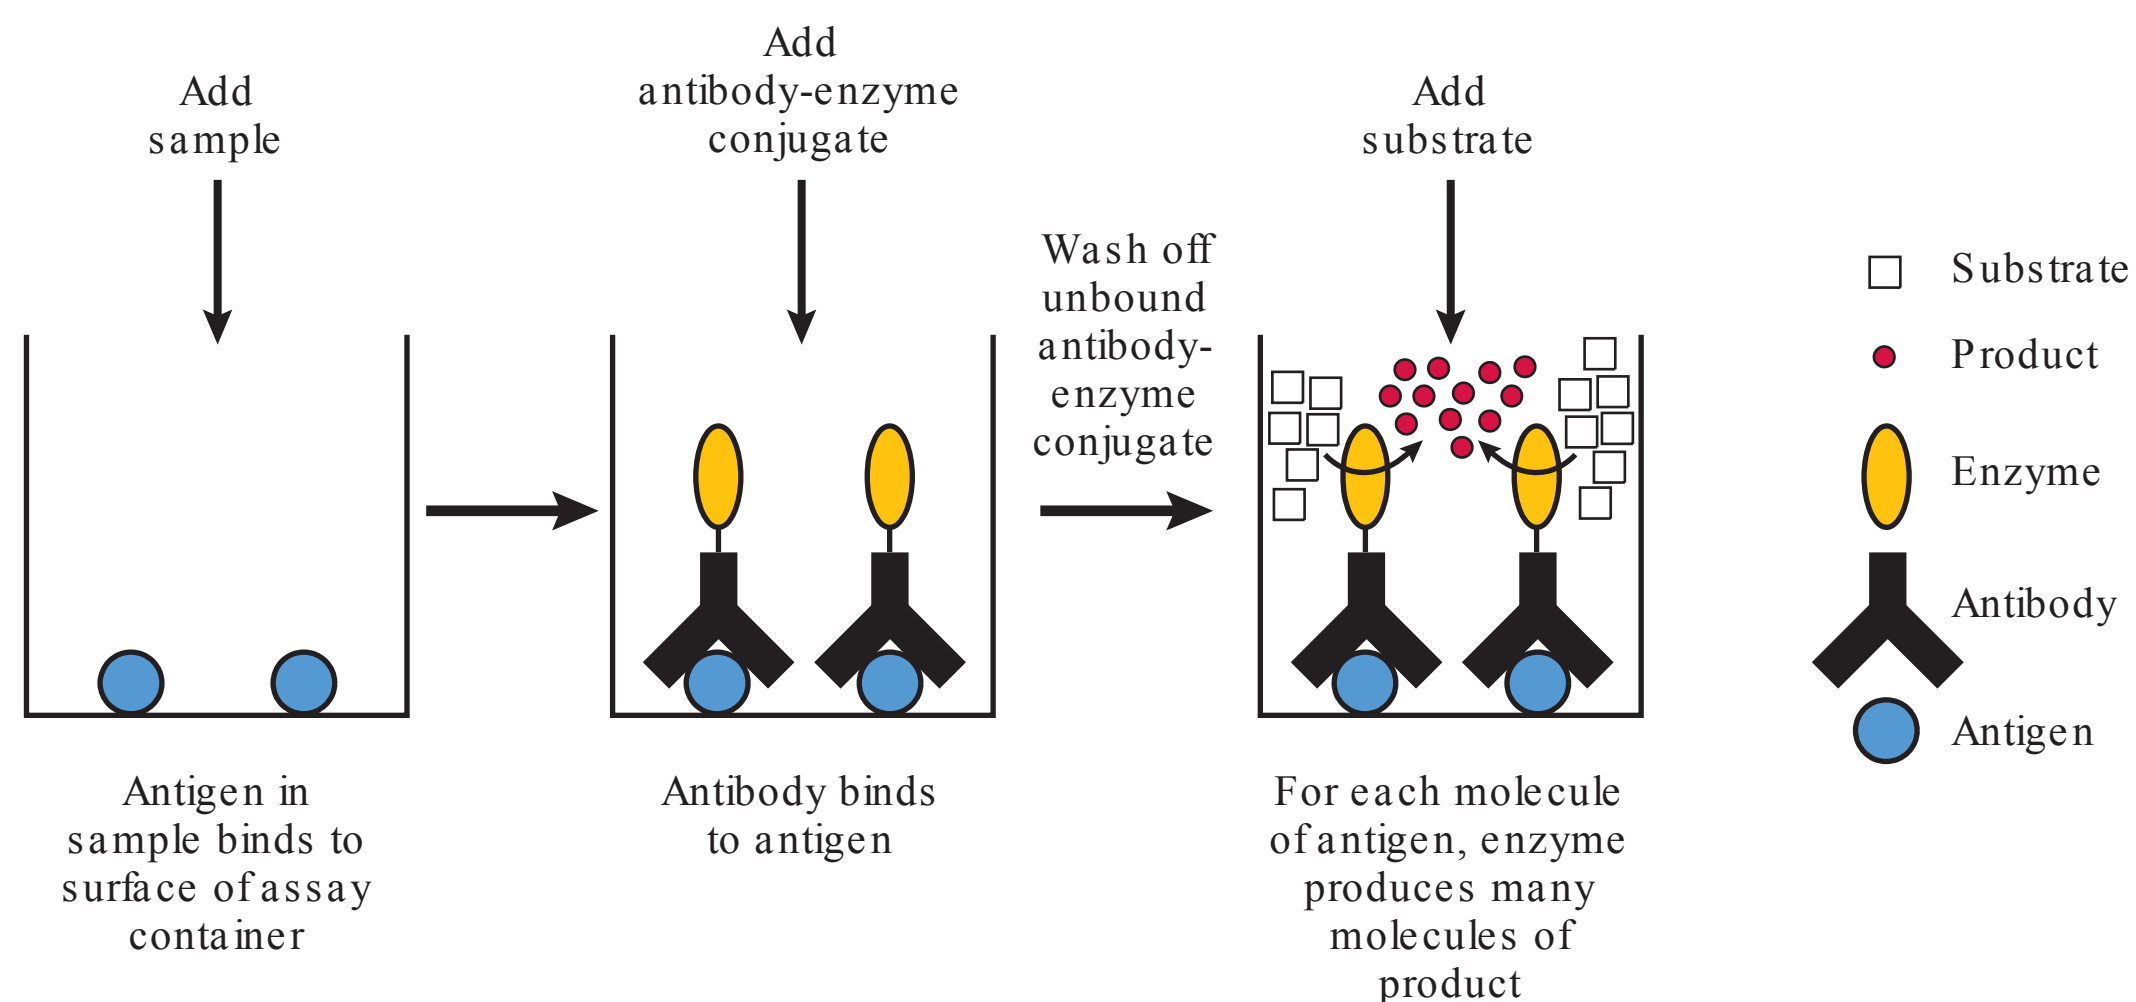 Add
sample
Add
antibody-enzyme
conjugate
Wash off
unbound
antibody-
enzyme
conjugate
Add
substrate
Substrate
Product
Enzyme
Antibody
Antigen
Antigen in
sample binds to
surface of assay
container
Antibody binds
to antigen
For each molecule
of antigen, enzyme
produces many
molecules of
product